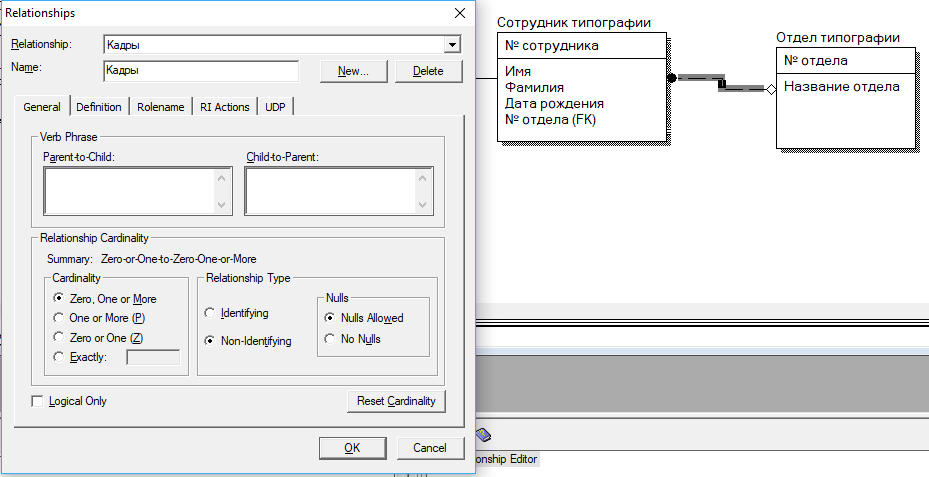 Relationships
Relationship:
Кадры
Name:
Кадры
New...
Delete
General
Definition
Rolename
RI Actions
UDP
Verb Phrase
Parent-to-Child:
Child-to-Parent:
Relationship Cardinality
Summary: Zero-or-One-to-Zero-One-or-More
Cardinality
Zero, One or More
One or More (P)
Zero or One (Z)
Exactly:
Relationship Type
Identifying
Non-Identifying
Nulls
Nulls Allowed
No Nulls
Logical Only
Reset Cardinality
OK
Cancel
Сотрудник типографии
№ сотрудника
Имя
Фамилия
Дата рождения
№ отдела (FK)
Отдел типографии
№ отдела
Название отдела
onship Editor